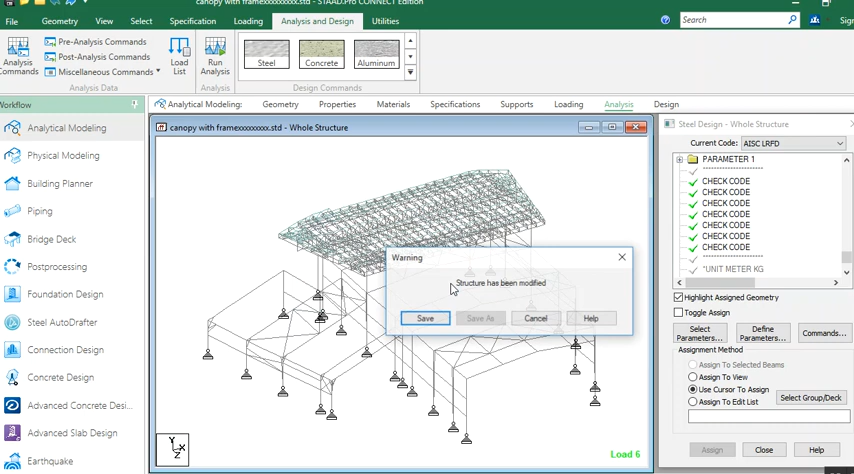 canopy with framexxxxxxxxx.std - STAAD.Pro CONNECT Edition
File
Geometry
View
Select
Specification
Loading
Analysis and Design
Utilities
Search
Sign
Analysis
Commands
Pre-Analysis Commands
Post-Analysis Commands
Miscellaneous Commands
Load
List
Analysis Data
Run
Analysis
Analysis
Steel
Concrete
Aluminum
Design Commands
Workflow
Analytical Modeling
Physical Modeling
Building Planner
Piping
Bridge Deck
Postprocessing
Foundation Design
Steel AutoDrafter
Connection Design
Concrete Design
Advanced Concrete Desi...
Advanced Slab Design
Earthquake
Analytical Modeling:
Geometry
Properties
Materials
Specifications
Supports
Loading
Analysis
Design
canopy with framexxxxxxxxx.std - Whole Structure
Warning
Structure has been modified
Save
Save As
Cancel
Help
Y
X
Z
Load 6
Steel Design - Whole Structure
Current Code:
AISC LRFD
PARAMETER 1
--------------------
CHECK CODE
CHECK CODE
CHECK CODE
CHECK CODE
CHECK CODE
CHECK CODE
CHECK CODE
--------------------
*UNIT METER KG
Highlight Assigned Geometry
Toggle Assign
Select
Parameters...
Define
Parameters...
Commands...
Assignment Method
Assign To Selected Beams
Assign To View
Use Cursor To Assign
Assign To Edit List
Select Group/Deck
Assign
Close
Help